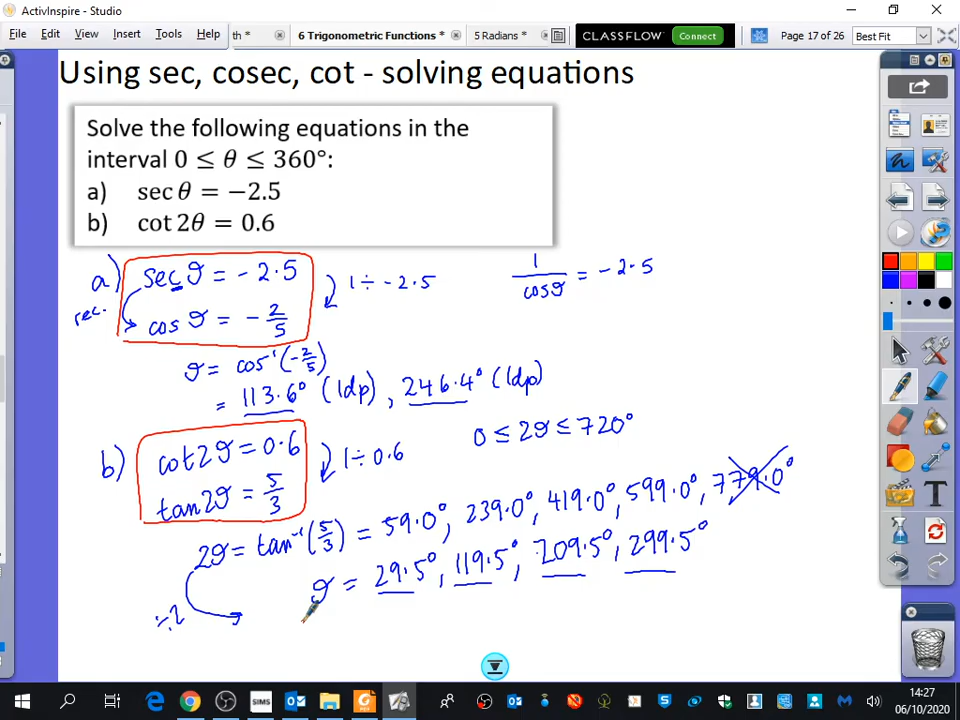 ActivInspire - Studio
File Edit View Insert Tools Help th * 6 Trigonometric Functions * 5 Radians * CLASSFLOW Connect Page 17 of 26 Best Fit
Using sec, cosec, cot - solving equations
Solve the following equations in the
interval 0 ≤ θ ≤ 360°:
a) sec θ = −2.5
b) cot 2θ = 0.6
a) secϑ = -2.5 1 ÷ -2.5 1/cosϑ = -2.5
rec. cosϑ = -2/5
ϑ = cos⁻¹(-2/5)
= 113.6° (1dp), 246.4° (1dp)
0 ≤ 2ϑ ≤ 720°
b) cot2ϑ = 0.6 1 ÷ 0.6
tan2ϑ = 5/3
2ϑ = tan⁻¹(5/3) = 59.0°, 239.0°, 419.0°, 599.0°, 779.0°
ϑ = 29.5°, 119.5°, 209.5°, 299.5°
÷2
T
SIMS
14:27
06/10/2020